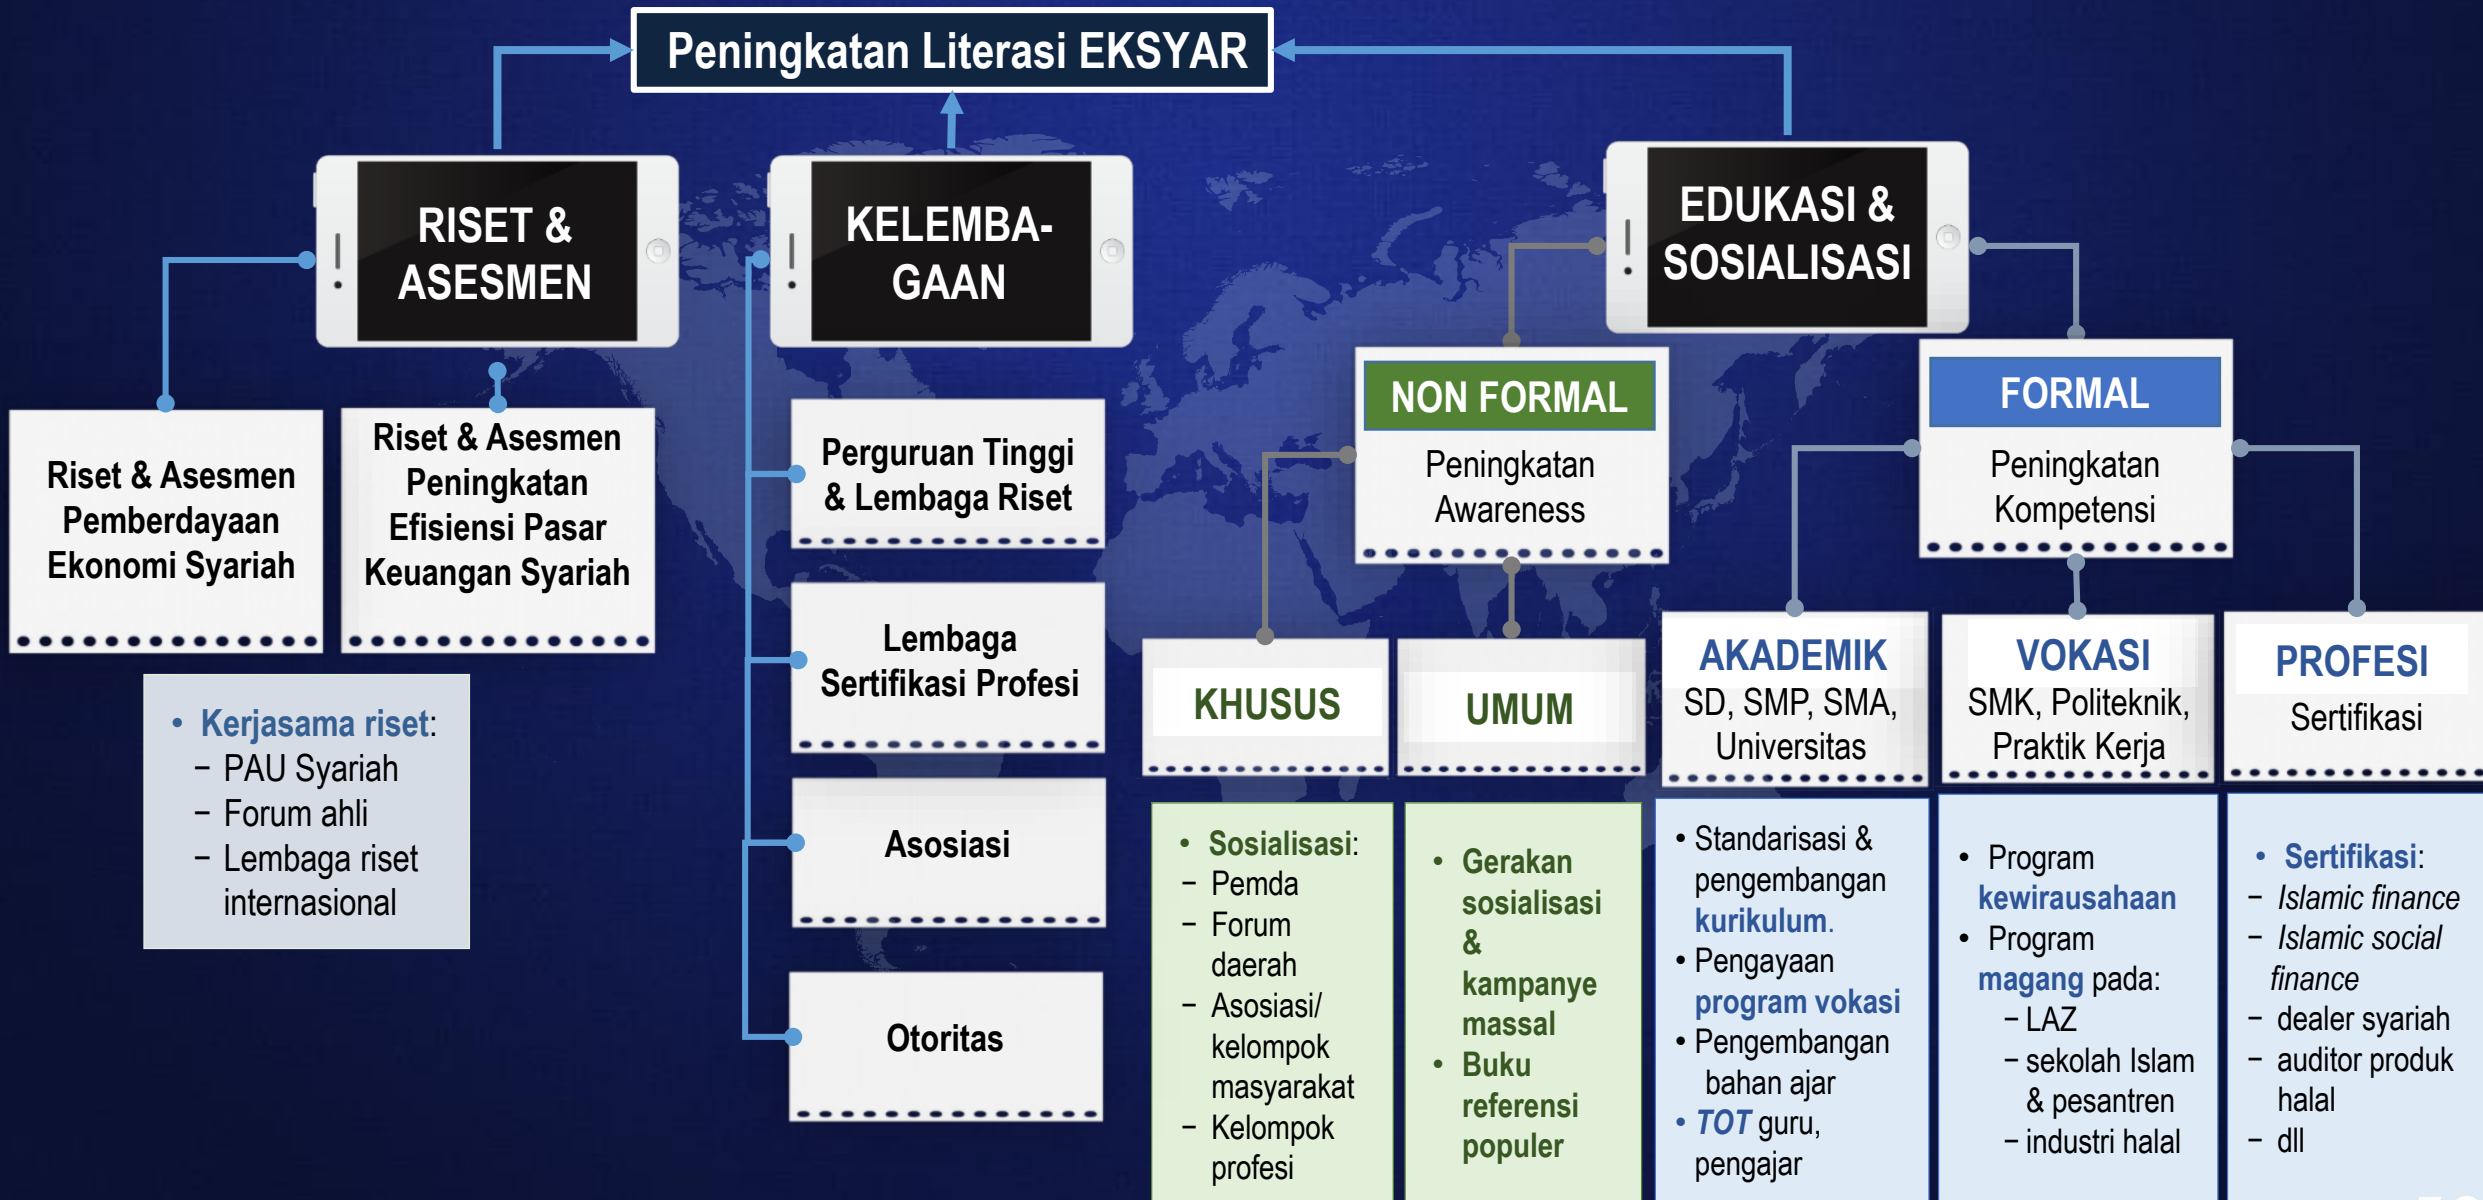 Peningkatan Literasi EKSYAR
RISET &
ASESMEN
KELEMBA-
GAAN
EDUKASI &
SOSIALISASI
Riset & Asesmen
Pemberdayaan
Ekonomi Syariah
Riset & Asesmen
Peningkatan
Efisiensi Pasar
Keuangan Syariah
• Kerjasama riset:
− PAU Syariah
− Forum ahli
− Lembaga riset
internasional
Perguruan Tinggi
& Lembaga Riset
Lembaga
Sertifikasi Profesi
Asosiasi
Otoritas
NON FORMAL
Peningkatan
Awareness
FORMAL
Peningkatan
Kompetensi
KHUSUS
• Sosialisasi:
− Pemda
− Forum
daerah
− Asosiasi/
kelompok
masyarakat
− Kelompok
profesi
UMUM
• Gerakan
sosialisasi
&
kampanye
massal
• Buku
referensi
populer
AKADEMIK
SD, SMP, SMA,
Universitas
• Standarisasi &
pengembangan
kurikulum.
• Pengayaan
program vokasi
• Pengembangan
bahan ajar
• TOT guru,
pengajar
VOKASI
SMK, Politeknik,
Praktik Kerja
• Program
kewirausahaan
• Program
magang pada:
− LAZ
− sekolah Islam
& pesantren
− industri halal
PROFESI
Sertifikasi
• Sertifikasi:
− Islamic finance
− Islamic social
finance
− dealer syariah
− auditor produk
halal
− dll